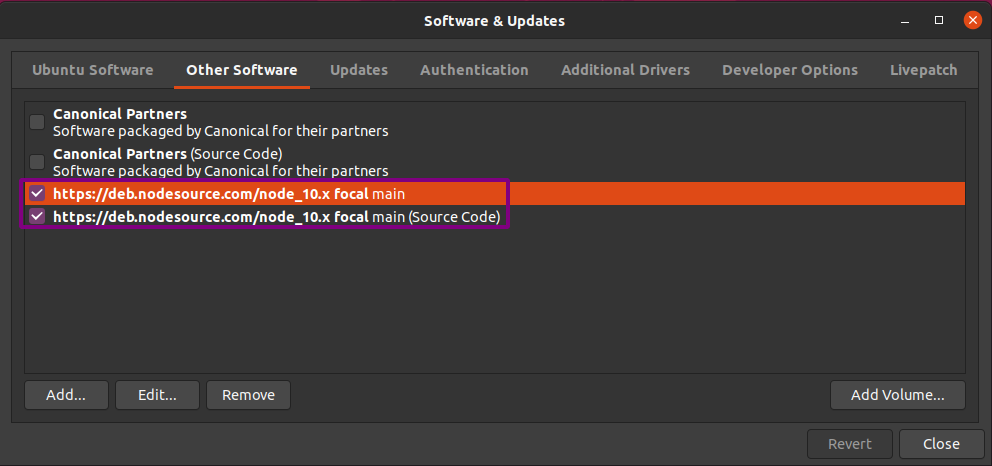 Software & Updates
Ubuntu Software Other Software Updates Authentication Additional Drivers Developer Options Livepatch
Canonical Partners
Software packaged by Canonical for their partners
Canonical Partners (Source Code)
Software packaged by Canonical for their partners
https://deb.nodesource.com/node_10.x focal main
https://deb.nodesource.com/node_10.x focal main (Source Code)
Add... Edit... Remove Add Volume...
Revert Close